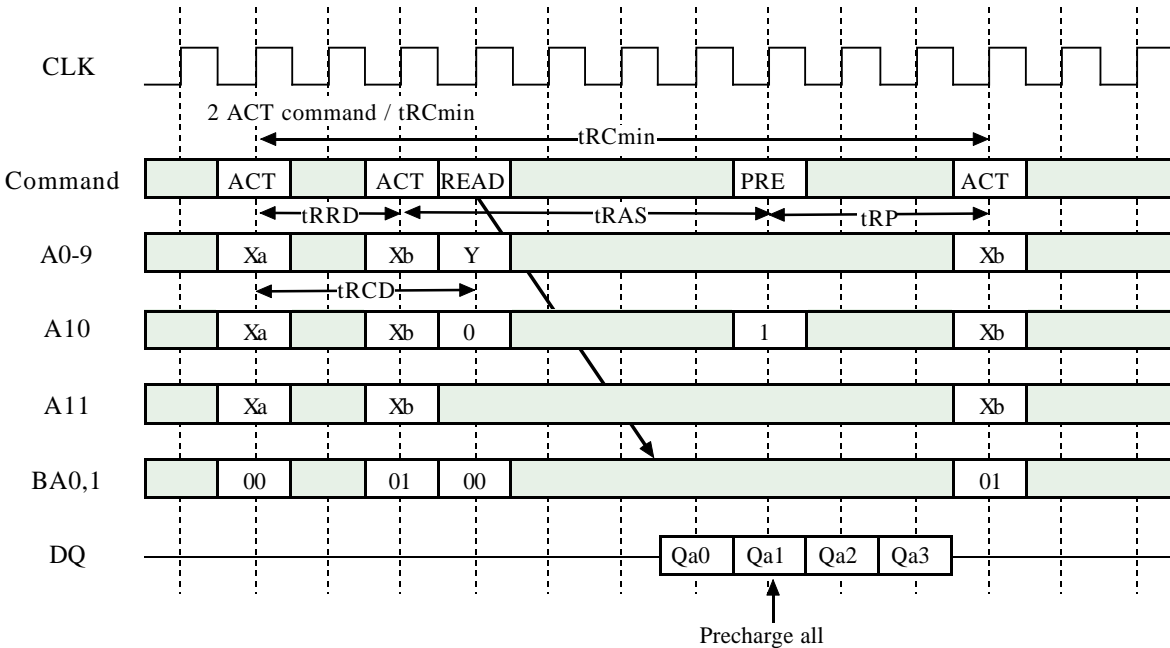 CLK
2 ACT command / tRCmin
tRCmin
Command ACT ACT READ PRE ACT
tRRD tRAS tRP
A0-9 Xa Xb Y Xb
tRCD
A10 Xa Xb 0 1 Xb
A11 Xa Xb Xb
BA0,1 00 01 00 01
DQ Qa0 Qa1 Qa2 Qa3
Precharge all